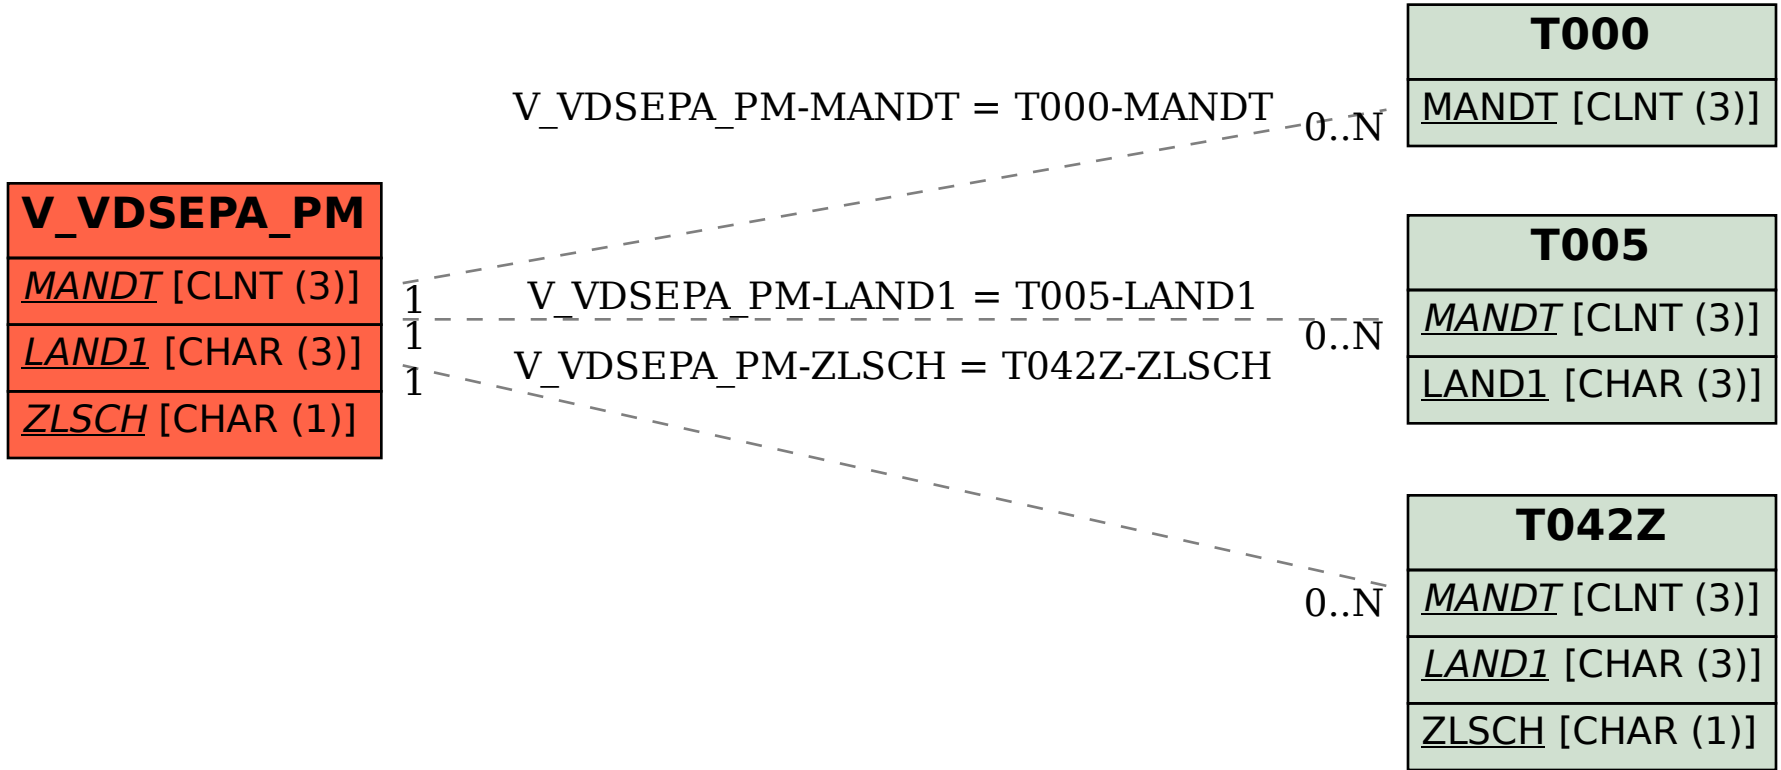 V_VDSEPA_PM
MANDT [CLNT (3)]
LAND1 [CHAR (3)]
ZLSCH [CHAR (1)]
V_VDSEPA_PM-MANDT = T000-MANDT
0..N
1
V_VDSEPA_PM-LAND1 = T005-LAND1
0..N
1
V_VDSEPA_PM-ZLSCH = T042Z-ZLSCH
0..N
1
T000
MANDT [CLNT (3)]
T005
MANDT [CLNT (3)]
LAND1 [CHAR (3)]
T042Z
MANDT [CLNT (3)]
LAND1 [CHAR (3)]
ZLSCH [CHAR (1)]